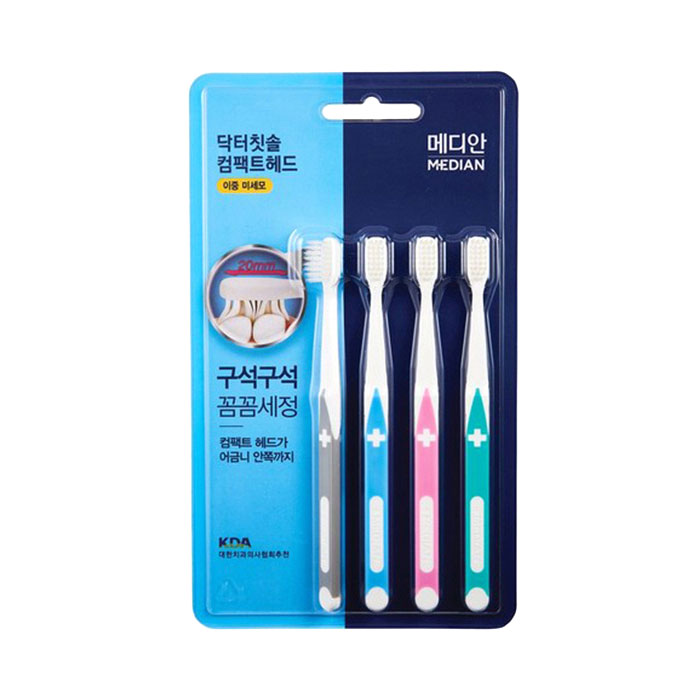 닥터칫솔
컴팩트헤드
이중 미세모
메디안
MEDIAN
20mm
구석구석
꼼꼼세정
컴팩트 헤드가
어금니 안쪽까지
KDA
대한치과의사협회추천